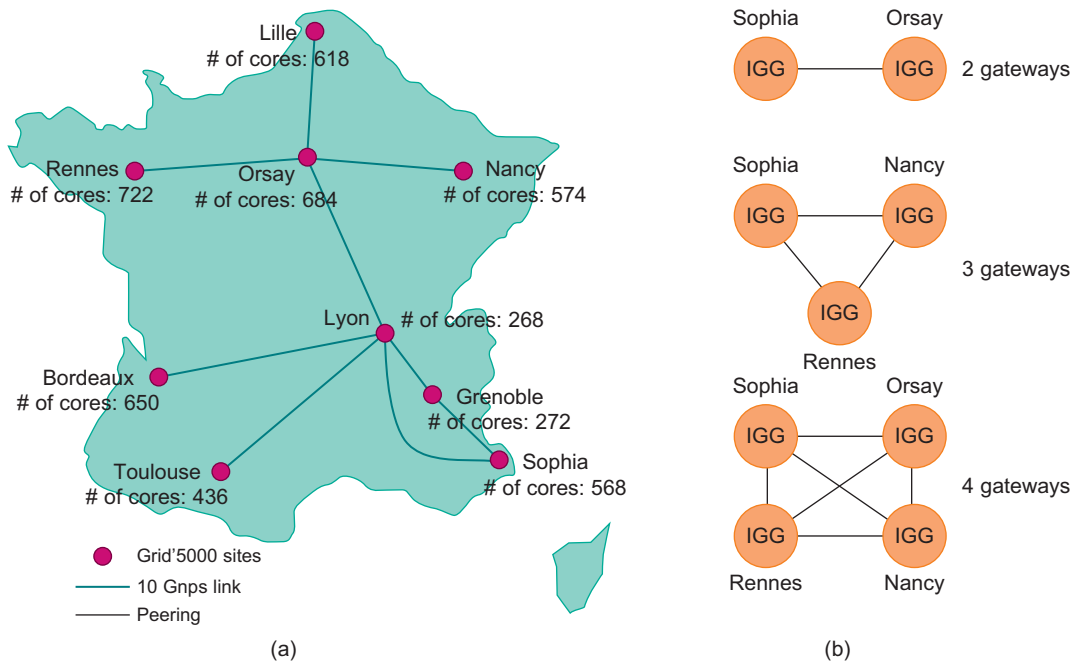 Lille
# of cores: 618
Rennes
# of cores: 722
Orsay
# of cores: 684
Nancy
# of cores: 574
Lyon
# of cores: 268
Bordeaux
# of cores: 650
Grenoble
# of cores: 272
Toulouse
# of cores: 436
Sophia
# of cores: 568
Grid'5000 sites
10 Gnps link
Peering
(a)
Sophia
Orsay
IGG
IGG
2 gateways
Sophia
Nancy
IGG
IGG
3 gateways
IGG
Rennes
Sophia
Orsay
IGG
IGG
4 gateways
IGG
IGG
Rennes
Nancy
(b)